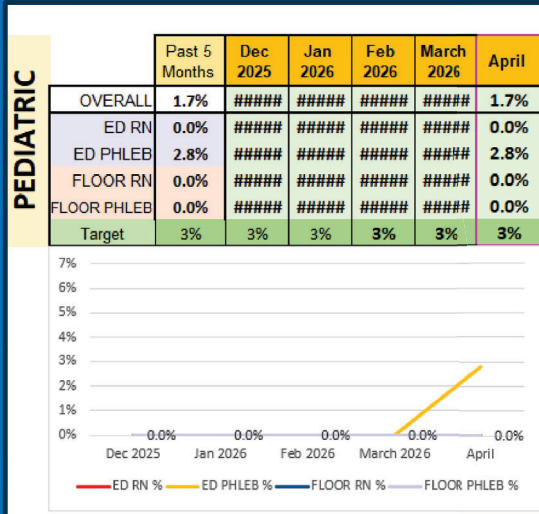 PEDIATRIC
Past 5 Months Dec 2025 Jan 2026 Feb 2026 March 2026 April
OVERALL 1.7% ##### ##### ##### ##### 1.7%
ED RN 0.0% ##### ##### ##### ##### 0.0%
ED PHLEB 2.8% ##### ##### ##### ##### 2.8%
FLOOR RN 0.0% ##### ##### ##### ##### 0.0%
FLOOR PHLEB 0.0% ##### ##### ##### ##### 0.0%
Target 3% 3% 3% 3% 3% 3%
7%
6%
5%
4%
3%
2%
1%
0% 0.0% 0.0% 0.0% 0.0% 0.0%
Dec 2025 Jan 2026 Feb 2026 March 2026 April
ED RN % ED PHLEB % FLOOR RN % FLOOR PHLEB %